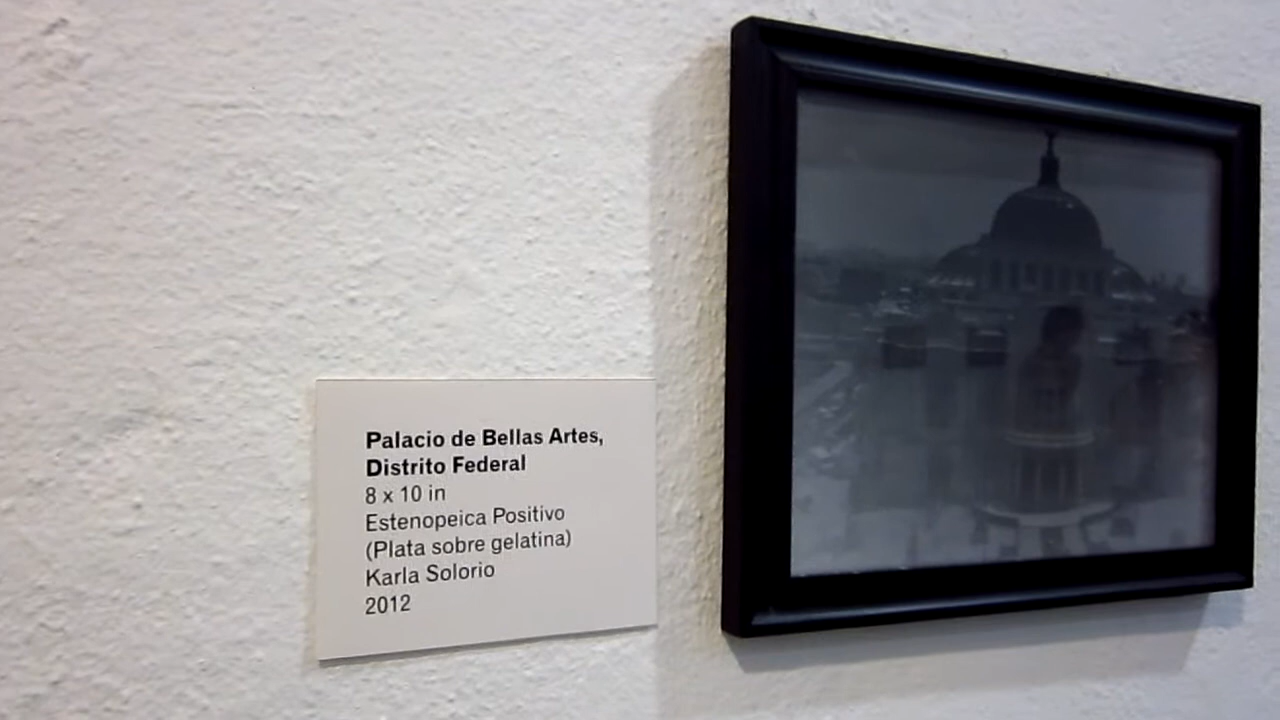 Palacio de Bellas Artes,
Distrito Federal
8 x 10 in
Estenopeica Positivo
(Plata sobre gelatina)
Karla Solorio
2012